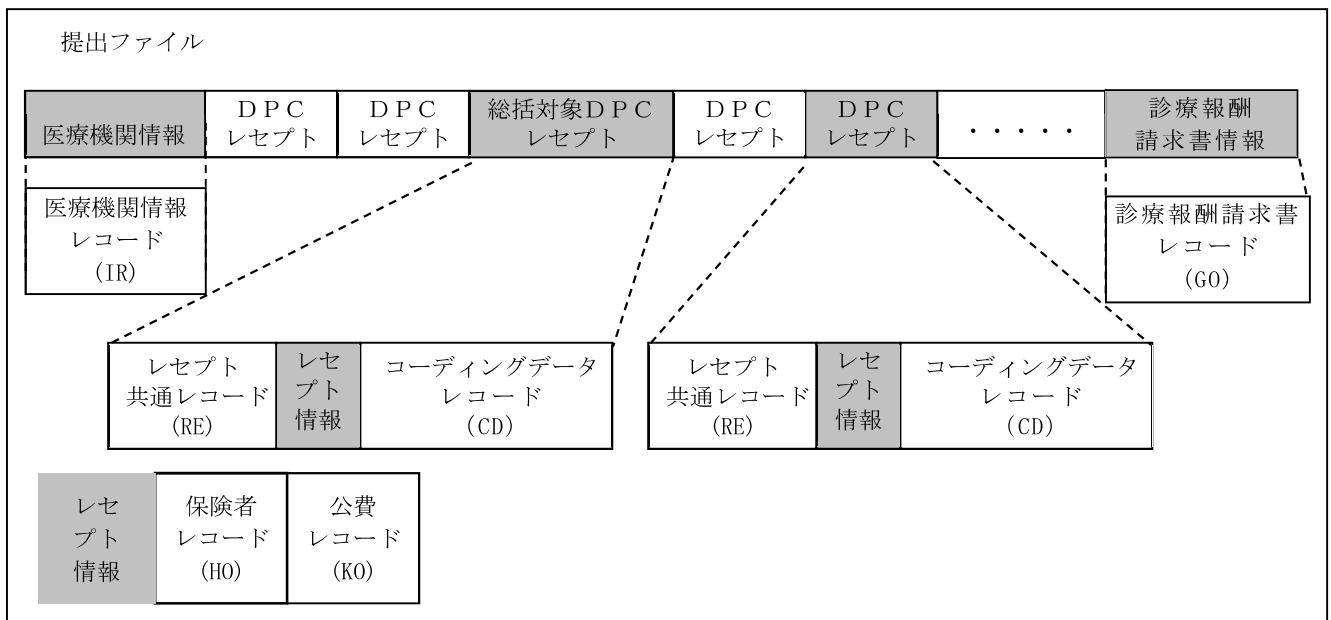 提出ファイル
医療機関情報
ＤＰＣ
レセプト
ＤＰＣ
レセプト
総括対象ＤＰＣ
レセプト
ＤＰＣ
レセプト
ＤＰＣ
レセプト
・・・・・
診療報酬
請求書情報
医療機関情報
レコード
(IR)
診療報酬請求書
レコード
(GO)
レセプト
共通レコード
(RE)
レセ
プト
情報
コーディングデータ
レコード
(CD)
レセプト
共通レコード
(RE)
レセ
プト
情報
コーディングデータ
レコード
(CD)
レセ
プト
情報
保険者
レコード
(HO)
公費
レコード
(KO)